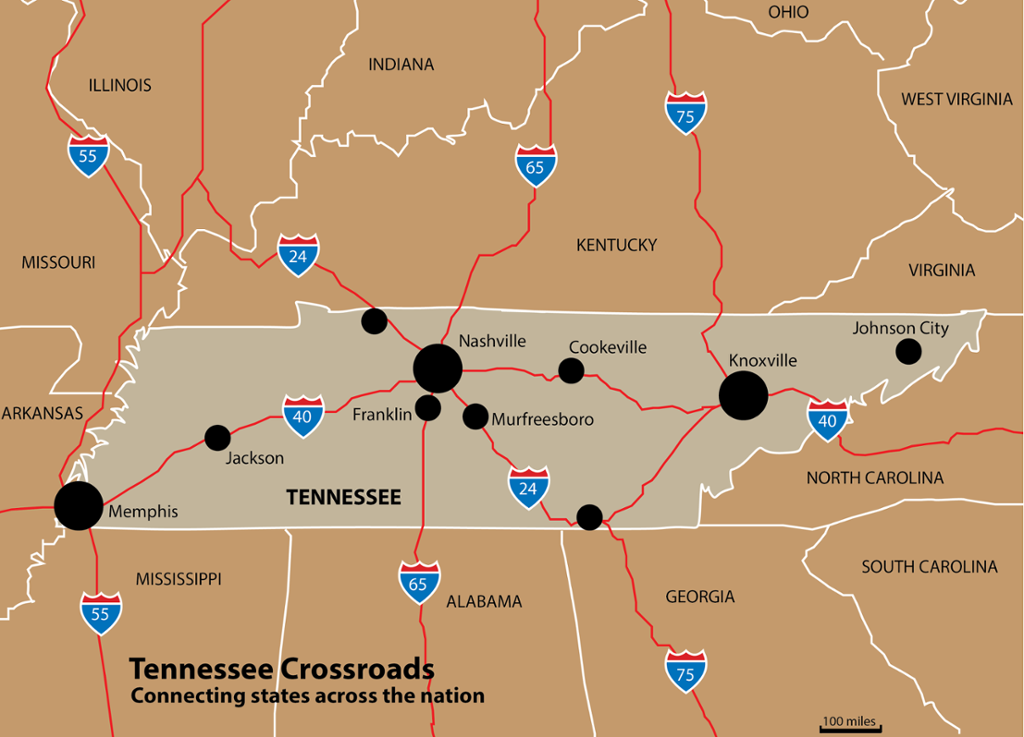 OHIO
INDIANA
ILLINOIS
WEST VIRGINIA
75
55
65
KENTUCKY
24
MISSOURI
VIRGINIA
Johnson City
Nashville
Cookeville
Knoxville
ARKANSAS
40
Franklin
Murfreesboro
40
Jackson
NORTH CAROLINA
24
TENNESSEE
Memphis
SOUTH CAROLINA
MISSISSIPPI
65
ALABAMA
GEORGIA
55
Tennessee Crossroads
75
Connecting states across the nation
100 miles